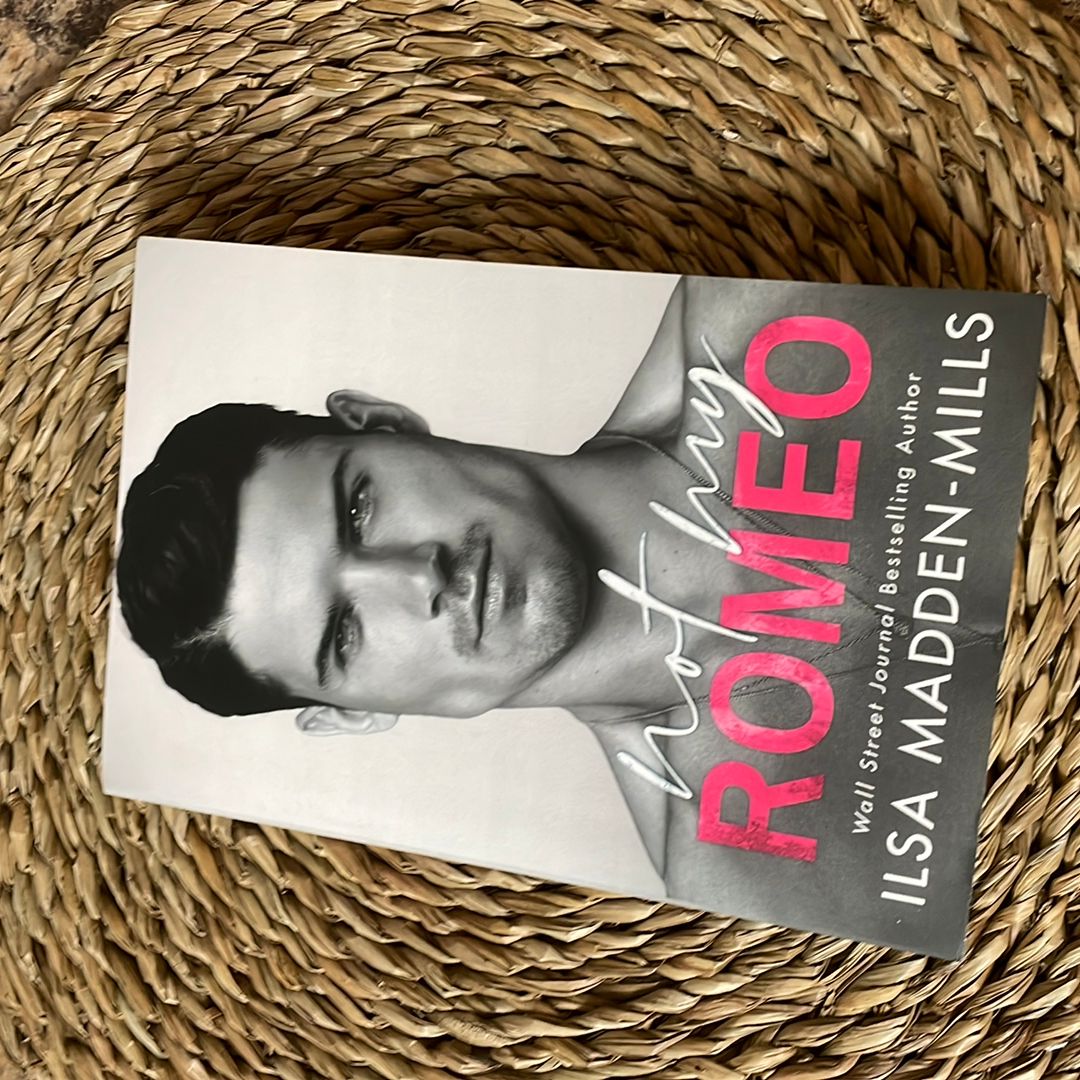 not my
ROMEO
Wall Street Journal Bestselling Author
ILSA MADDEN-MILLS